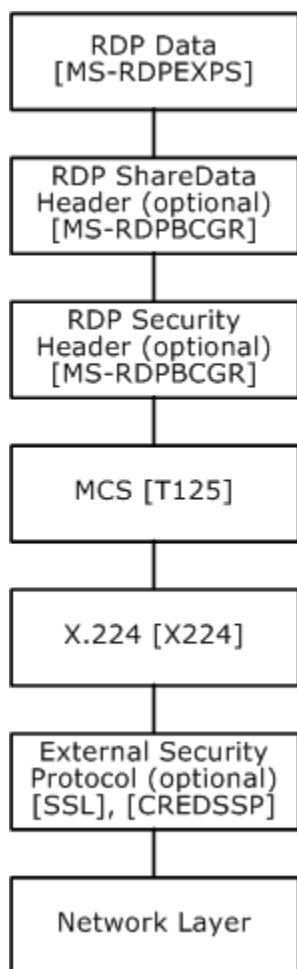 RDP Data
[MS-RDPEXPS]
RDP ShareData
Header (optional)
[MS-RDPBCGR]
RDP Security
Header (optional)
[MS-RDPBCGR]
MCS [T125]
X.224 [X224]
External Security
Protocol (optional)
[SSL], [CREDSSP]
Network Layer